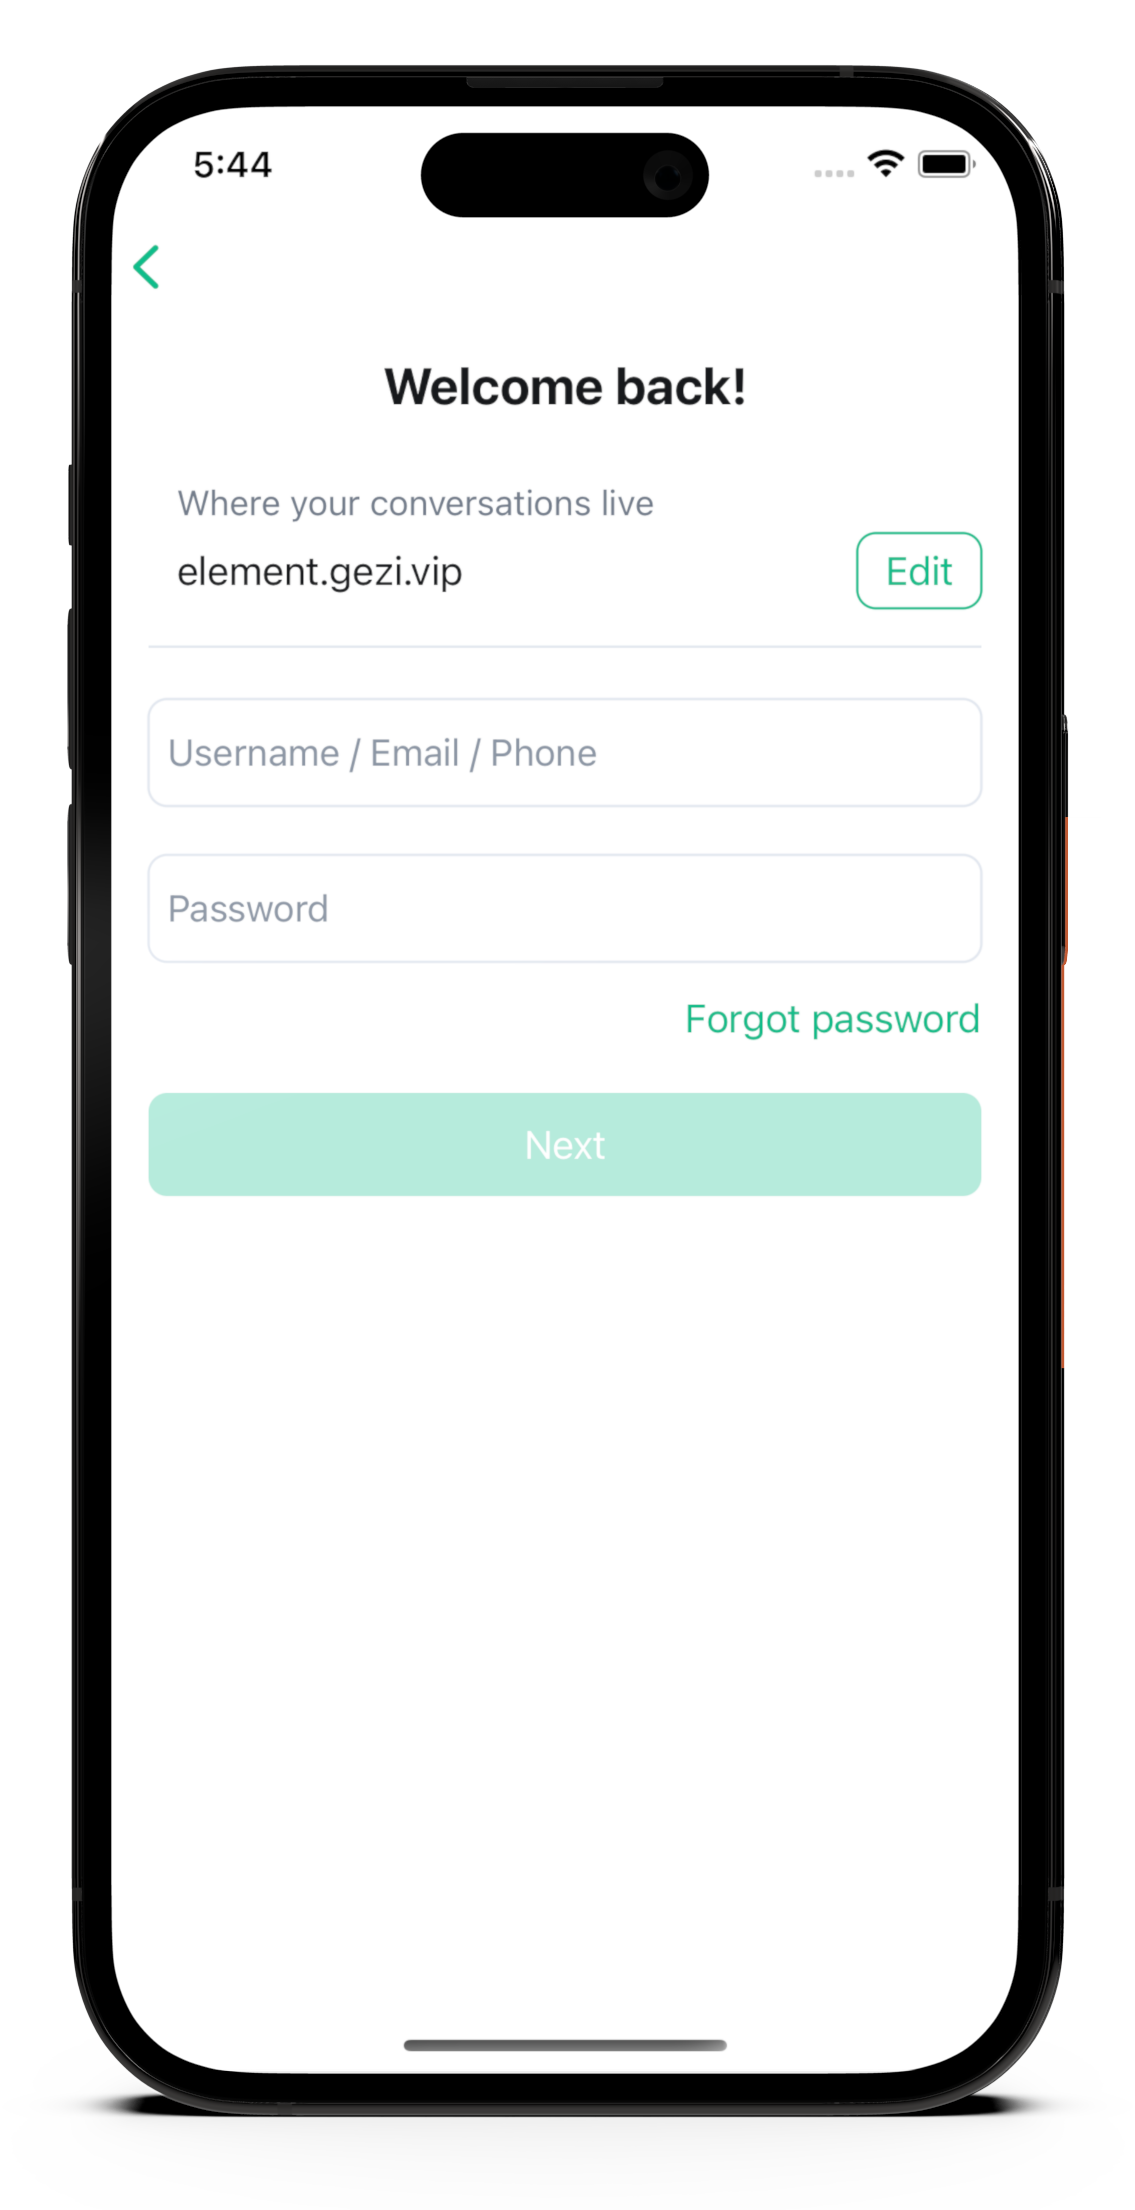 5:44
Welcome back!
Where your conversations live
element.gezi.vip
Edit
Username / Email / Phone
Password
Forgot password
Next